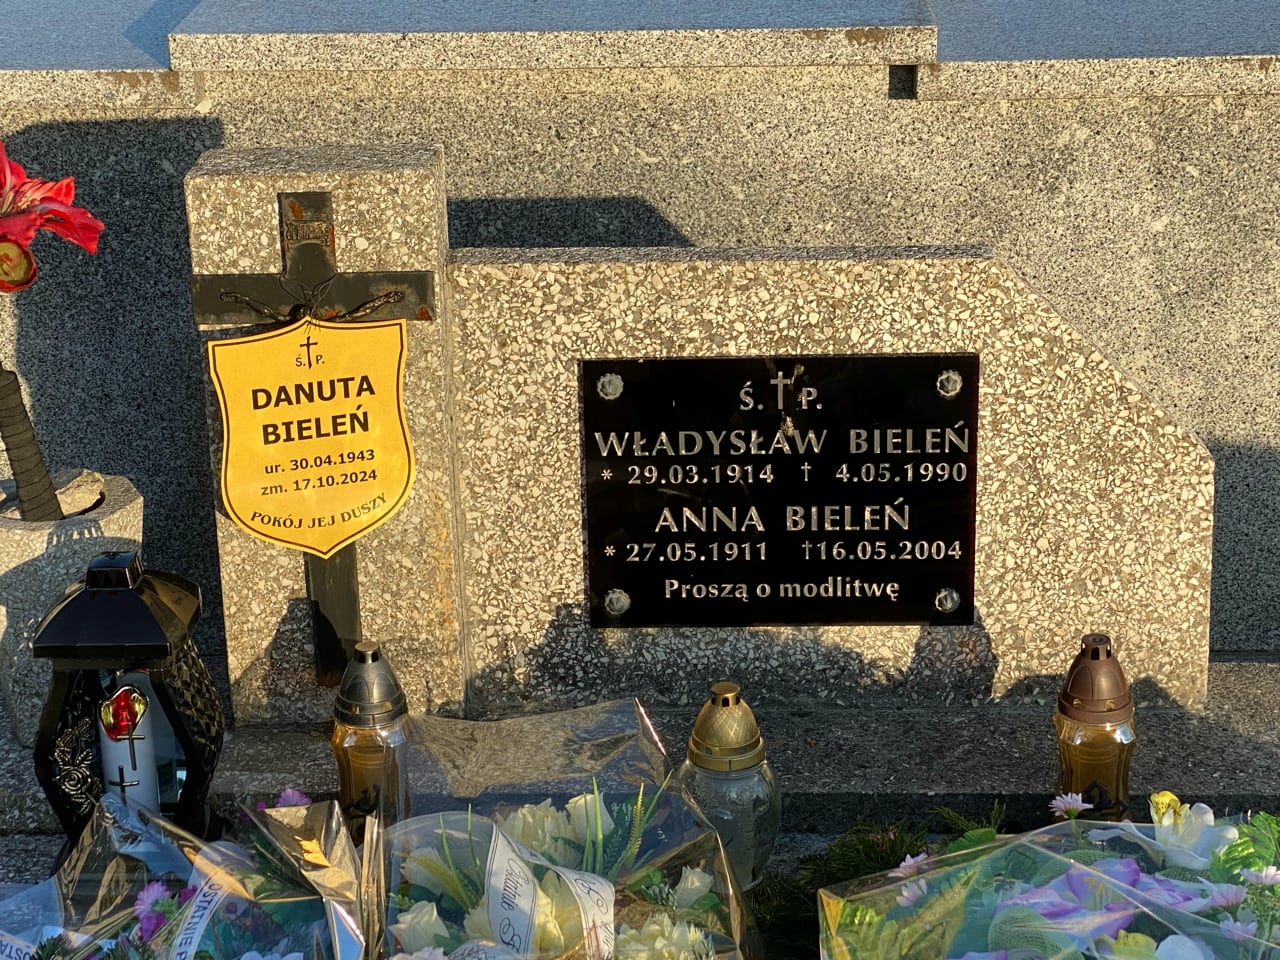 Ś. P.
DANUTA
BIELEŃ
ur. 30.04.1943
zm. 17.10.2024
POKÓJ JEJ DUSZY
Ś. † P.
WŁADYSŁAW BIELEŃ
* 29.03.1914 † 4.05.1990
ANNA BIELEŃ
* 27.05.1911 †16.05.2004
Proszą o modlitwę